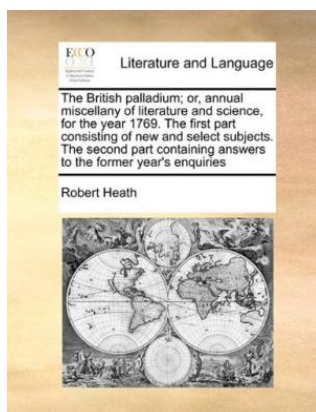 ECCO
Literature and Language
The British palladium; or, annual
miscellany of literature and science,
for the year 1769. The first part
consisting of new and select subjects.
The second part containing answers
to the former year's enquiries
Robert Heath